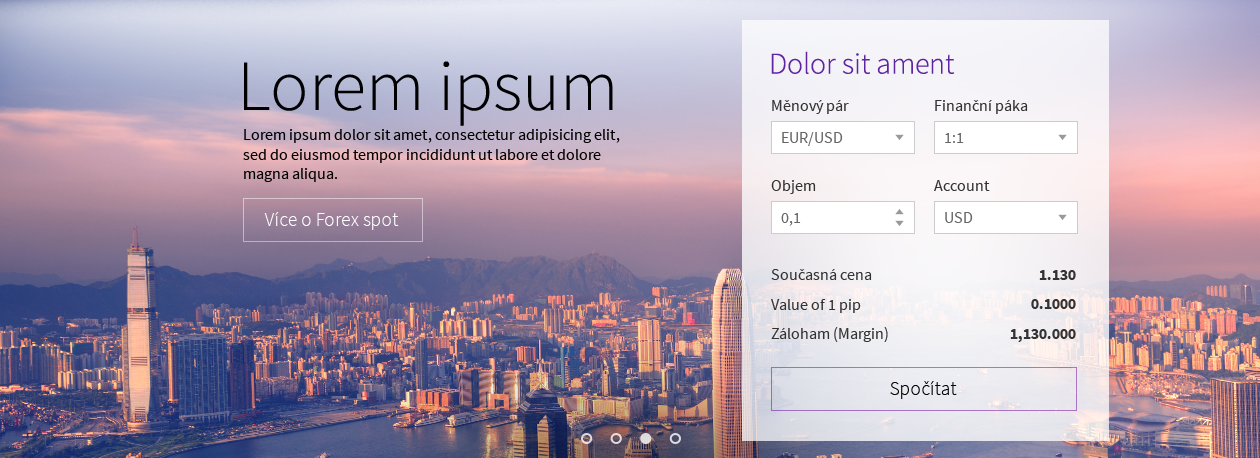 Lorem ipsum
Lorem ipsum dolor sit amet, consectetur adipisicing elit,
sed do eiusmod tempor incididunt ut labore et dolore
magna aliqua.
Více o Forex spot
Dolor sit ament
Měnový pár Finanční páka
EUR/USD 1:1
Objem Account
0,1 USD
Současná cena 1.130
Value of 1 pip 0.1000
Záloham (Margin) 1,130.000
Spočítat